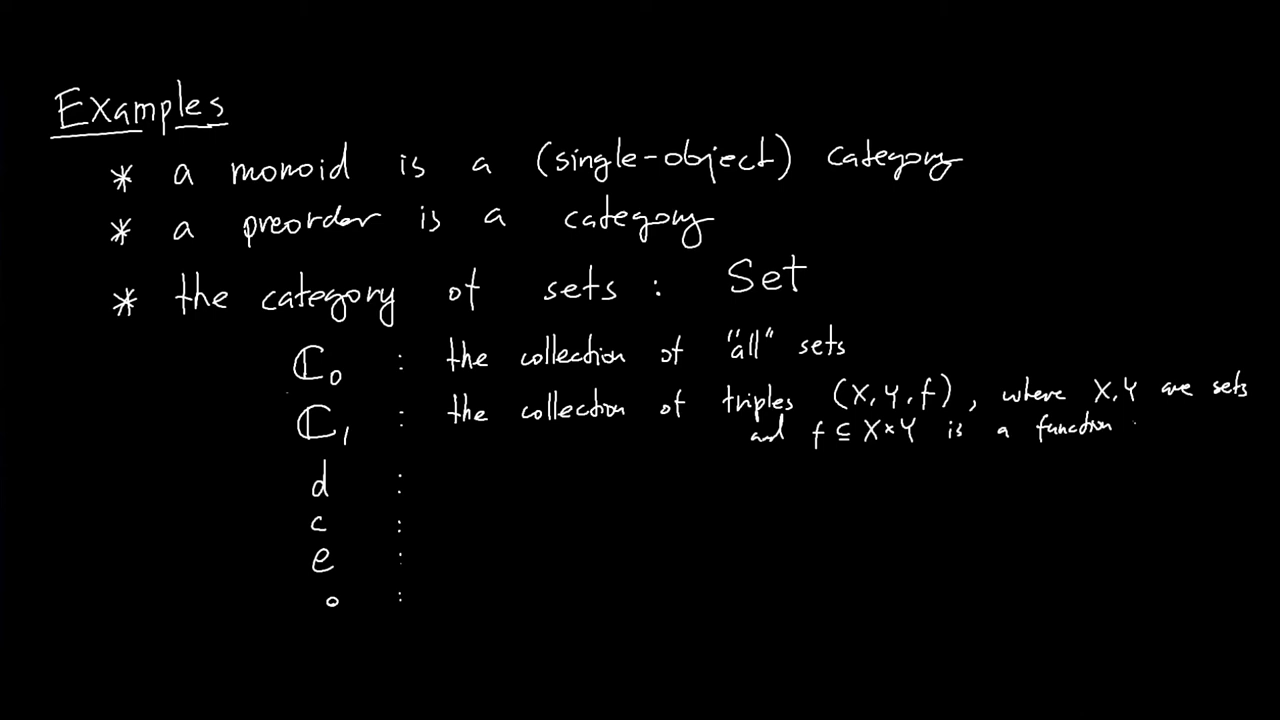 Examples
* a monoid is a (single-object) category
* a preorder is a category
* the category of sets : Set
ℂ₀ : the collection of "all" sets
ℂ₁ : the collection of triples (X, Y, f), where X, Y are sets
and f ⊆ X × Y is a function
d :
c :
e :
∘ :